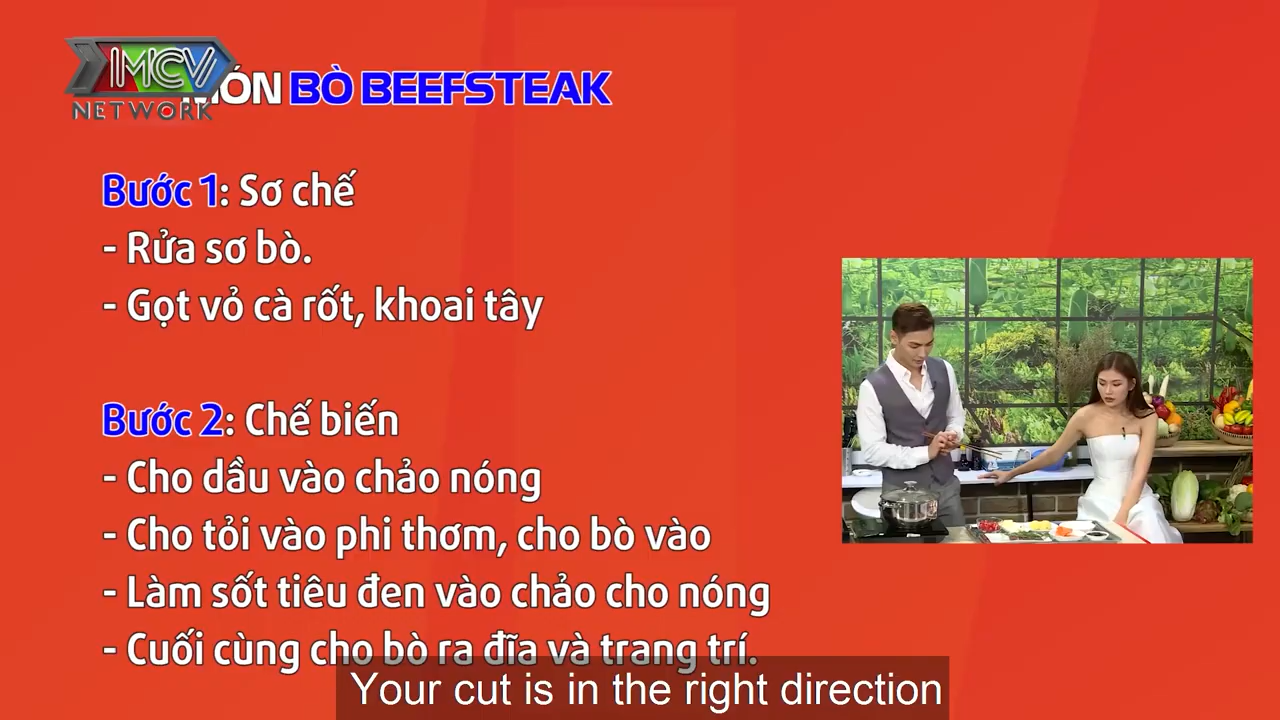 MCV
NETWORK
MÓN BÒ BEEFSTEAK
Bước 1: Sơ chế
- Rửa sơ bò.
- Gọt vỏ cà rốt, khoai tây
Bước 2: Chế biến
- Cho dầu vào chảo nóng
- Cho tỏi vào phi thơm, cho bò vào
- Làm sốt tiêu đen vào chảo cho nóng
- Cuối cùng cho bò ra đĩa và trang trí.
Your cut is in the right direction